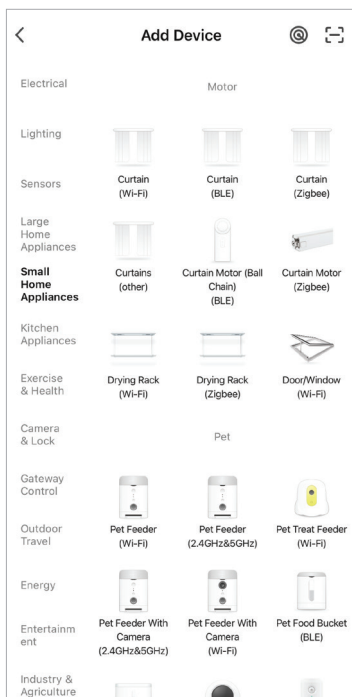 Add Device
Electrical
Lighting
Sensors
Large
Home
Appliances
Small
Home
Appliances
Kitchen
Appliances
Exercise
& Health
Camera
& Lock
Gateway
Control
Outdoor
Travel
Energy
Entertainm
ent
Industry &
Agriculture
Motor
Curtain
(Wi-Fi)
Curtain
(BLE)
Curtain
(Zigbee)
Curtains
(other)
Curtain Motor (Ball
Chain)
(BLE)
Curtain Motor
(Zigbee)
Drying Rack
(Wi-Fi)
Drying Rack
(Zigbee)
Door/Window
(Wi-Fi)
Pet
Pet Feeder
(Wi-Fi)
Pet Feeder
(2.4GHz&5GHz)
Pet Treat Feeder
(Wi-Fi)
Pet Feeder With
Camera
(2.4GHz&5GHz)
Pet Feeder With
Camera
(Wi-Fi)
Pet Food Bucket
(BLE)